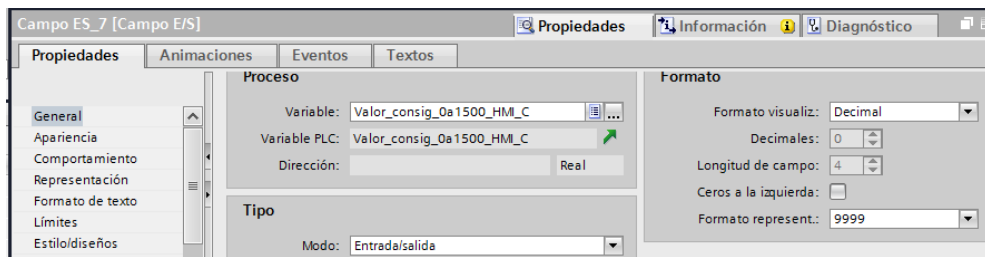 Campo ES_7 [Campo E/S]
Propiedades
Información
Diagnóstico
Propiedades
Animaciones
Eventos
Textos
General
Apariencia
Comportamiento
Representación
Formato de texto
Límites
Estilo/diseños
Proceso
Variable: Valor_consig_0a1500_HMI_C
Variable PLC: Valor_consig_0a1500_HMI_C
Dirección: Real
Tipo
Modo: Entrada/salida
Formato
Formato visualiz.: Decimal
Decimales: 0
Longitud de campo: 4
Ceros a la izquierda:
Formato represent.: 9999